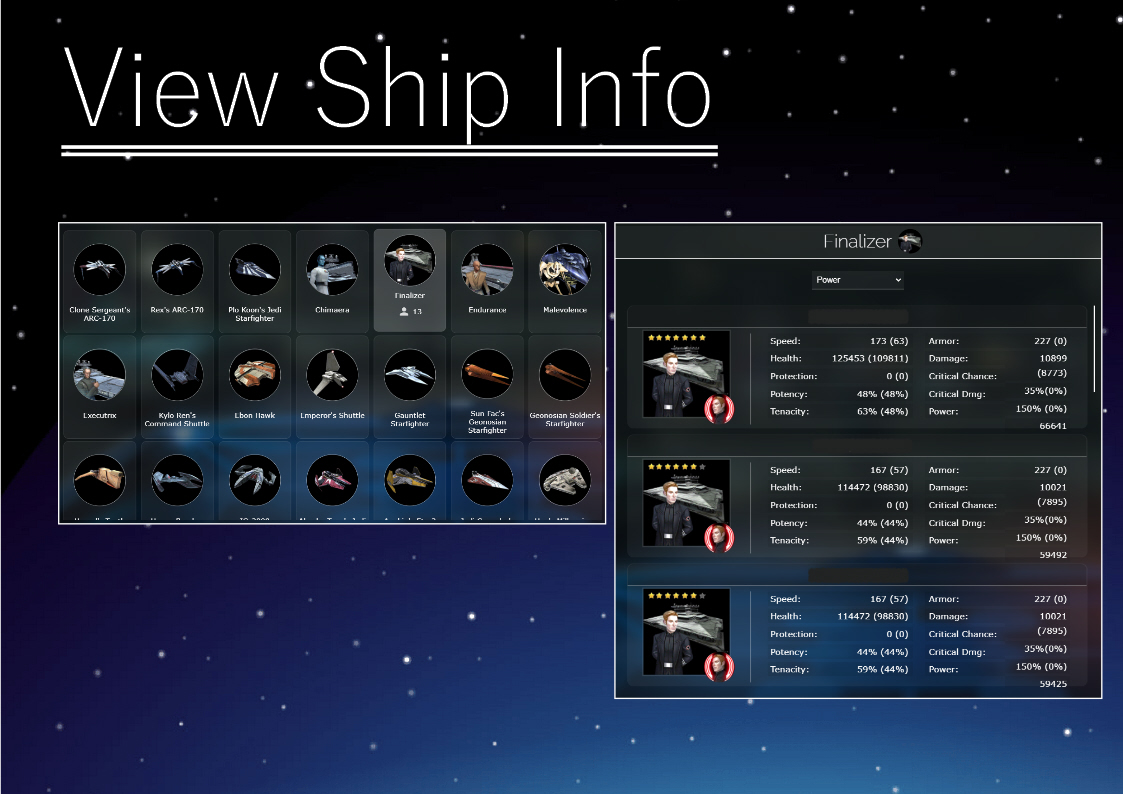 View Ship Info
Clone Sergeant's
ARC-170
Rex's ARC-170
Plo Koon's Jedi
Starfighter
Chimaera
Finalizer
13
Endurance
Malevolence
Executrix
Kylo Ren's
Command Shuttle
Ebon Hawk
Emperor's Shuttle
Gauntlet
Starfighter
Sun Fac's
Geonosian
Starfighter
Geonosian Soldier's
Starfighter
Finalizer
Power
Speed: 173 (63) Armor: 227 (0)
Health: 125453 (109811) Damage: 10899
(8773)
Protection: 0 (0) Critical Chance:
Potency: 48% (48%) Critical Dmg: 35%(0%)
Tenacity: 63% (48%) Power: 150% (0%)
66641
Speed: 167 (57) Armor: 227 (0)
Health: 114472 (98830) Damage: 10021
(7895)
Protection: 0 (0) Critical Chance:
Potency: 44% (44%) Critical Dmg: 35%(0%)
Tenacity: 59% (44%) Power: 150% (0%)
59492
Speed: 167 (57) Armor: 227 (0)
Health: 114472 (98830) Damage: 10021
(7895)
Protection: 0 (0) Critical Chance:
Potency: 44% (44%) Critical Dmg: 35%(0%)
Tenacity: 59% (44%) Power: 150% (0%)
59425